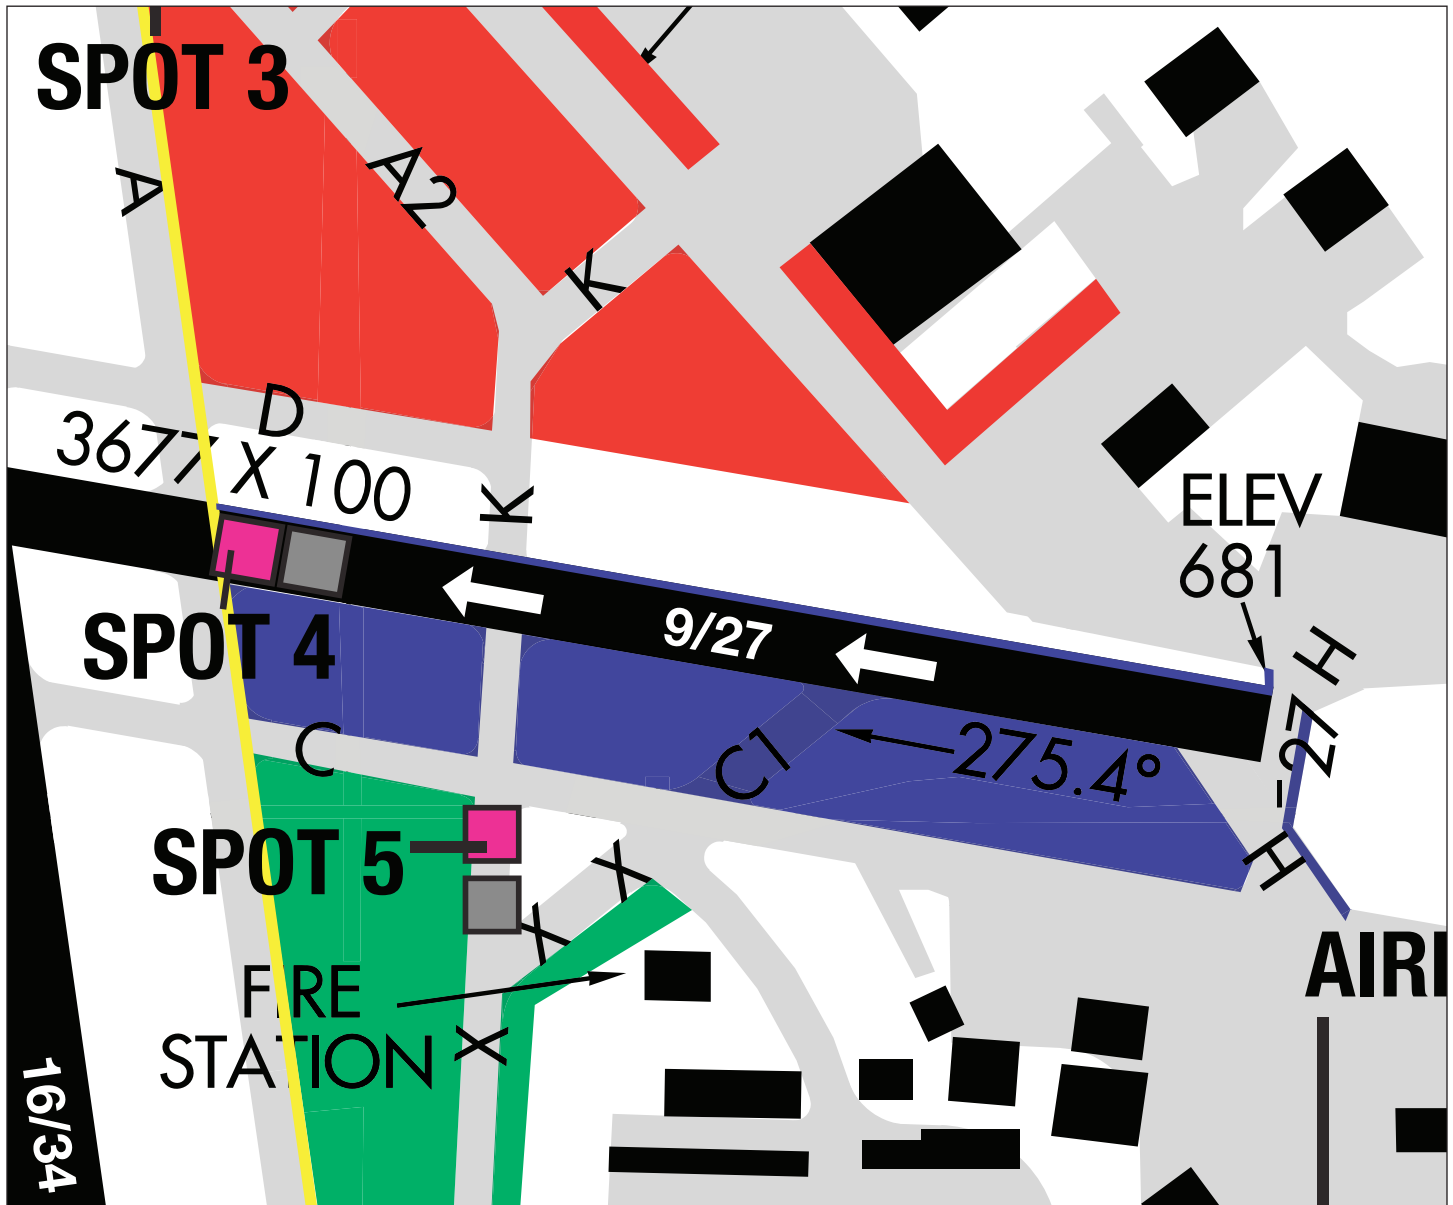 SPOT 3
A
A2
K
D
3677 X 100
K
ELEV
681
9/27
H
SPOT 4
C
C1
275.4°
27
H
SPOT 5
X
X
FIRE
STATION
X
16/34